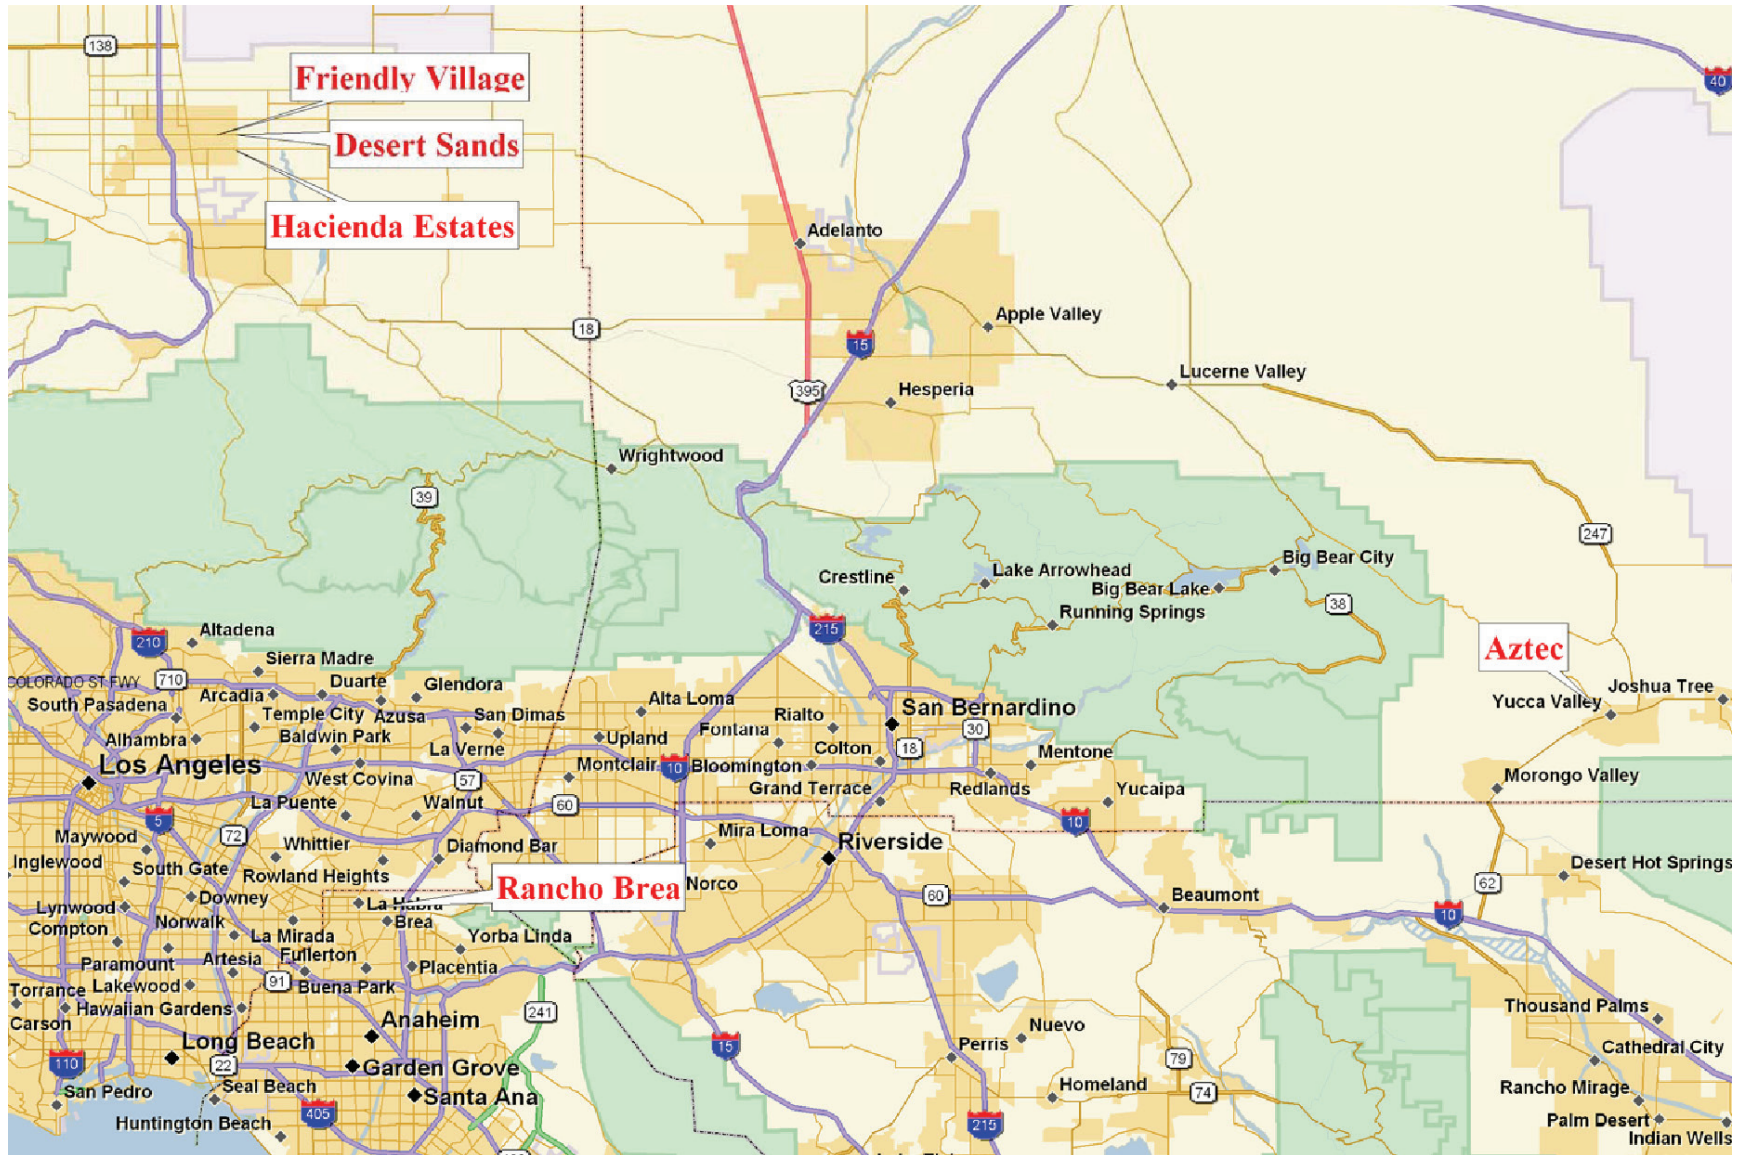 138
Friendly Village
40
Desert Sands
Hacienda Estates
Adelanto
Apple Valley
18
15
Lucerne Valley
395
Hesperia
Wrightwood
39
247
Big Bear City
Lake Arrowhead
Crestline
Big Bear Lake
38
Running Springs
215
Altadena
210
Aztec
Sierra Madre
COLORADO ST FWY
710
Duarte
Glendora
Joshua Tree
Arcadia
Alta Loma
Yucca Valley
South Pasadena
Temple City
Azusa
San Dimas
Rialto
San Bernardino
Fontana
30
Alhambra
Baldwin Park
La Verne
Upland
Colton
18
Mentone
Los Angeles
Montclair
10
Bloomington
West Covina
57
Morongo Valley
Grand Terrace
Redlands
Yucaipa
La Puente
Walnut
60
5
10
72
Mira Loma
Maywood
Whittier
Diamond Bar
Riverside
Inglewood
South Gate
Rowland Heights
Desert Hot Springs
Rancho Brea
Norco
62
Downey
La Habra
60
Beaumont
Lynwood
10
Compton
Norwalk
Brea
La Mirada
Yorba Linda
Paramount
Artesia
Fullerton
Placentia
Torrance
Lakewood
91
Buena Park
Hawaiian Gardens
241
Thousand Palms
Carson
Anaheim
Nuevo
Long Beach
15
Perris
Cathedral City
110
22
Garden Grove
79
San Pedro
Seal Beach
Santa Ana
Homeland
74
Rancho Mirage
Huntington Beach
405
215
Palm Desert
Indian Wells